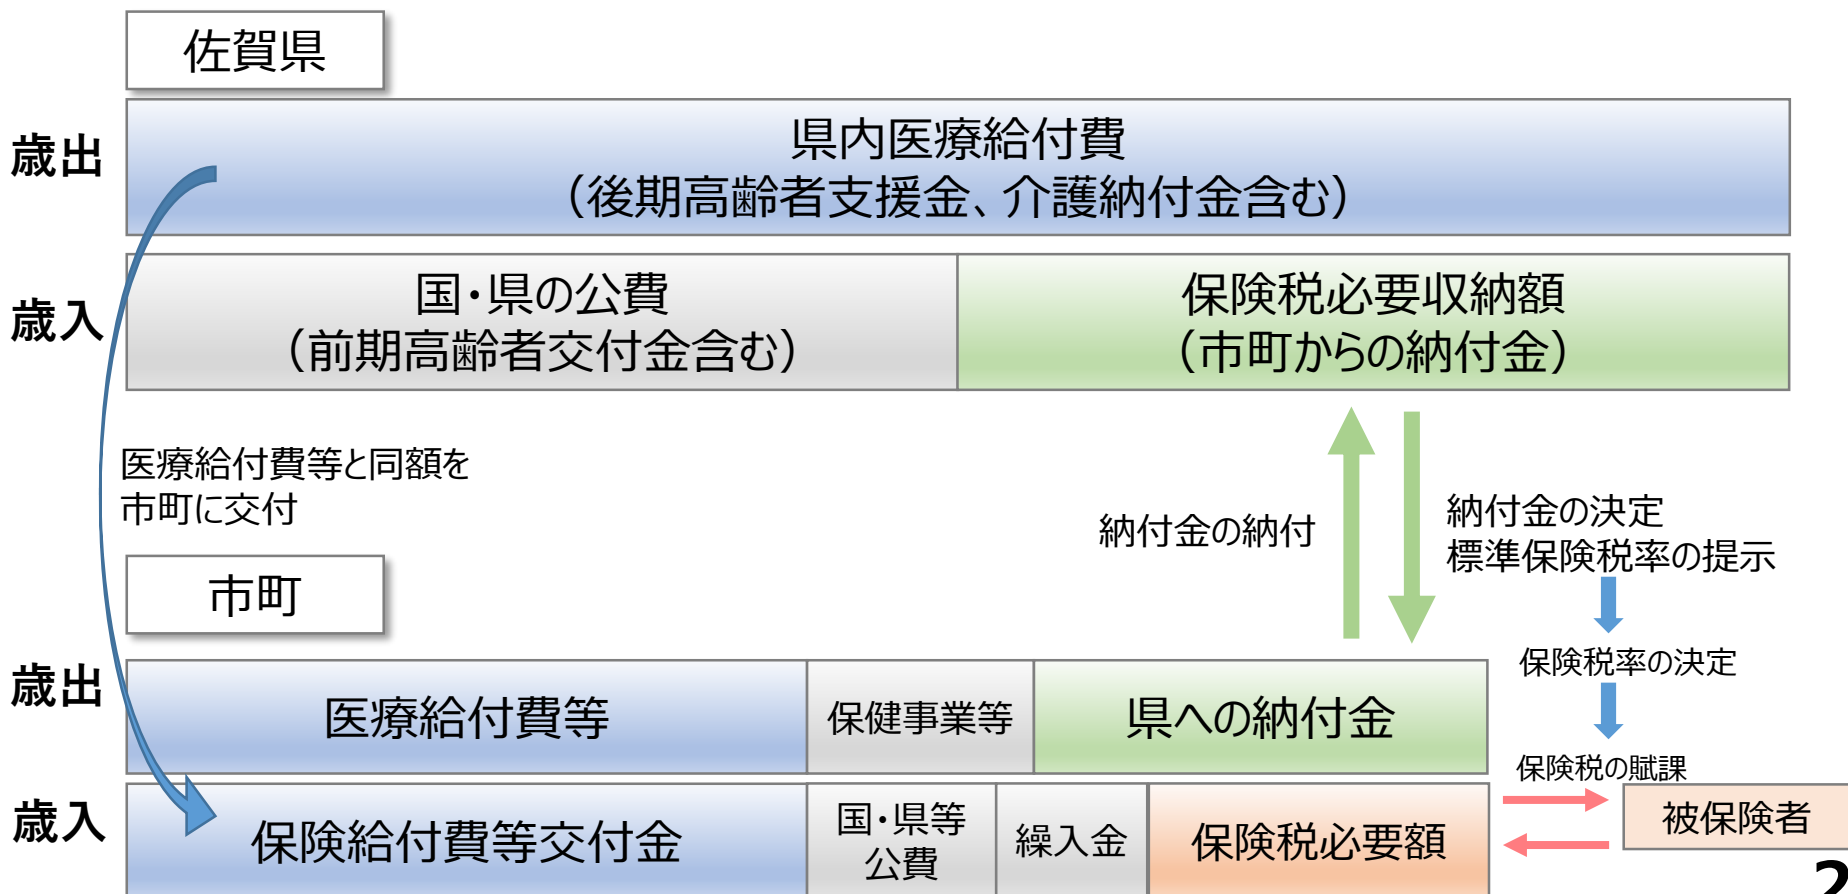 佐賀県
歳出
県内医療給付費
（後期高齢者支援金、介護納付金含む）
歳入
国・県の公費
（前期高齢者交付金含む）
保険税必要収納額
（市町からの納付金）
医療給付費等と同額を
市町に交付
納付金の納付
納付金の決定
標準保険税率の提示
市町
保険税率の決定
歳出
医療給付費等
保健事業等
県への納付金
保険税の賦課
歳入
保険給付費等交付金
国・県等
公費
繰入金
保険税必要額
被保険者
2